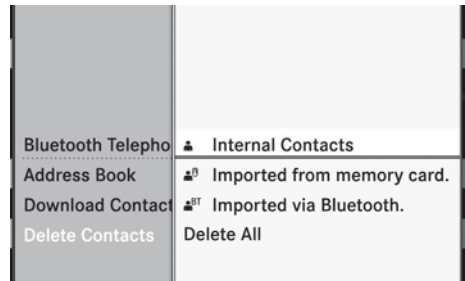 Bluetooth Telepho
Address Book
Download Contact
Delete Contacts
Internal Contacts
Imported from memory card.
BT Imported via Bluetooth.
Delete All